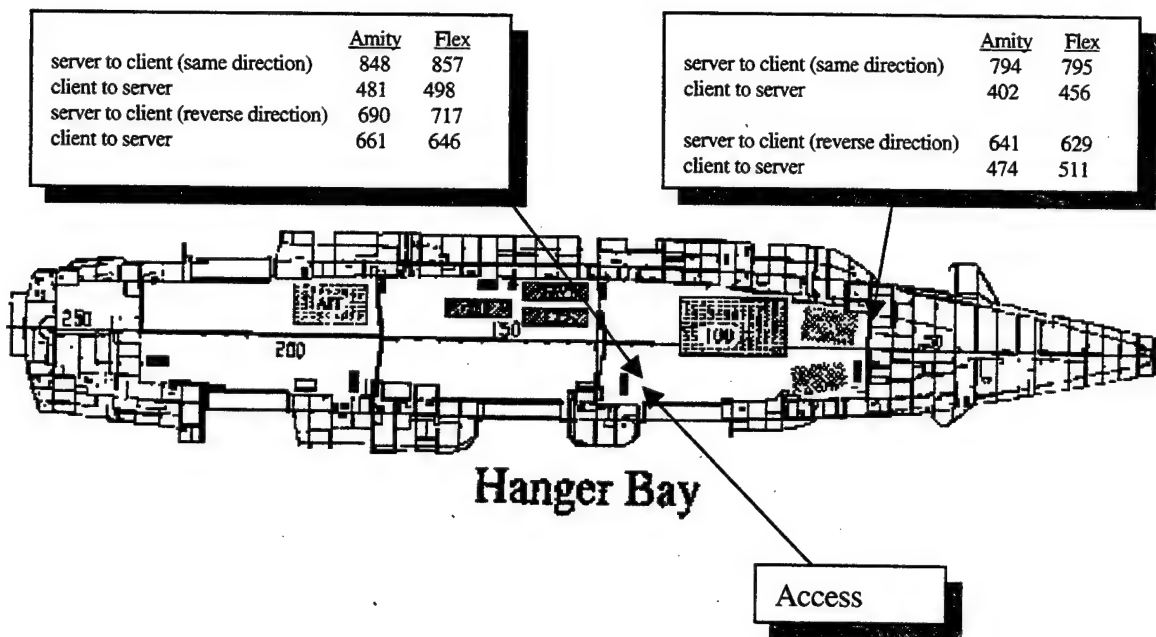 Amity Flex
server to client (same direction) 848 857
client to server 481 498
server to client (reverse direction) 690 717
client to server 661 646
Amity Flex
server to client (same direction) 794 795
client to server 402 456
server to client (reverse direction) 641 629
client to server 474 511
250
200
150
100
Hanger Bay
Access